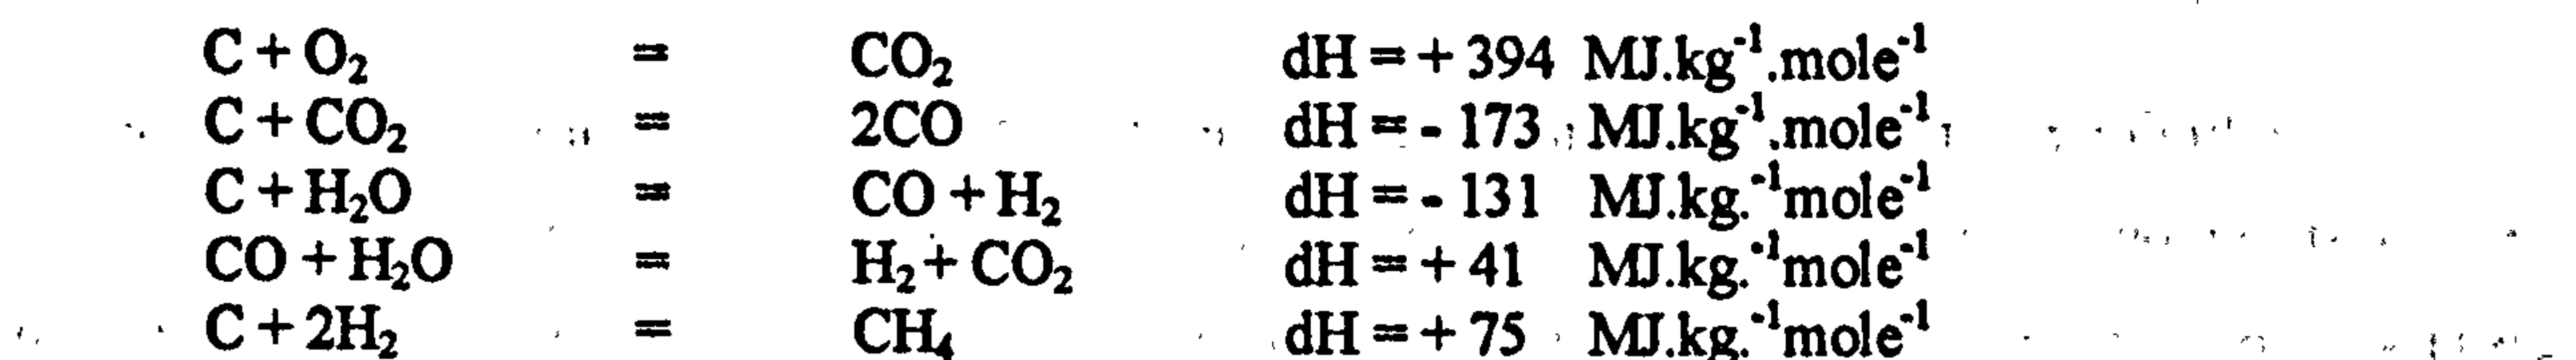 C + O₂ = CO₂ dH = + 394 MJ.kg⁻¹.mole⁻¹
C + CO₂ = 2CO dH = - 173 MJ.kg⁻¹.mole⁻¹
C + H₂O = CO + H₂ dH = - 131 MJ.kg.⁻¹mole⁻¹
CO + H₂O = H₂ + CO₂ dH = + 41 MJ.kg.⁻¹mole⁻¹
C + 2H₂ = CH₄ dH = + 75 MJ.kg.⁻¹mole⁻¹